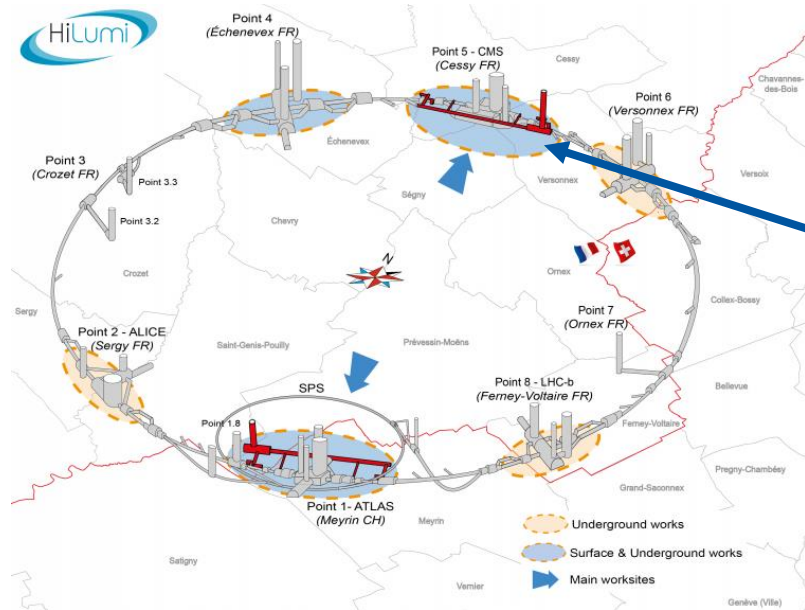 HiLumi
Point 4
(Échenevex FR)
Point 5 - CMS
(Cessy FR)
Cessy
Chavannes-
des-Bois
Point 6
(Versonnex FR)
Échenevex
Point 3
(Crozet FR)
Point 3.3
Point 3.2
Versoix
Versonnex
Ségny
Chevry
N
Crozet
Ornex
Collex-Bossy
Sergy
Point 2 - ALICE
(Sergy FR)
Saint-Genis-Pouilly
Prévessin-Moëns
Point 7
(Ornex FR)
SPS
Point 8 - LHC-b
(Ferney-Voltaire FR)
Bellevue
Point 1.8
Ferney-Voltaire
Pregny-Chambésy
Grand-Saconnex
Point 1- ATLAS
(Meyrin CH)
Meyrin
Underground works
Satigny
Surface & Underground works
Main worksites
Vernier
Genève (Ville)